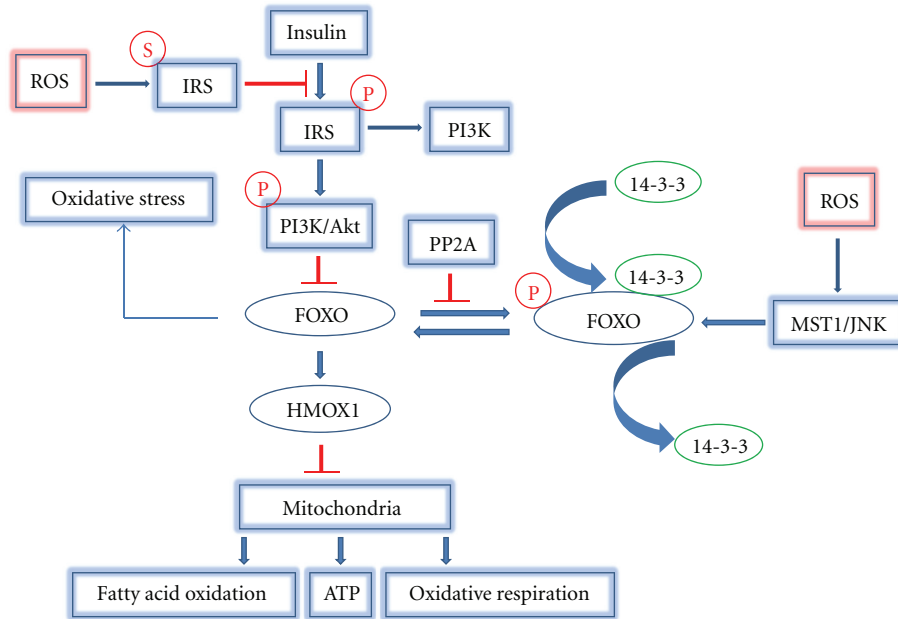 Insulin
S
ROS
IRS
P
IRS
PI3K
P
14-3-3
Oxidative stress
ROS
PI3K/Akt
PP2A
14-3-3
P
FOXO
FOXO
MST1/JNK
HMOX1
14-3-3
Mitochondria
Fatty acid oxidation
ATP
Oxidative respiration